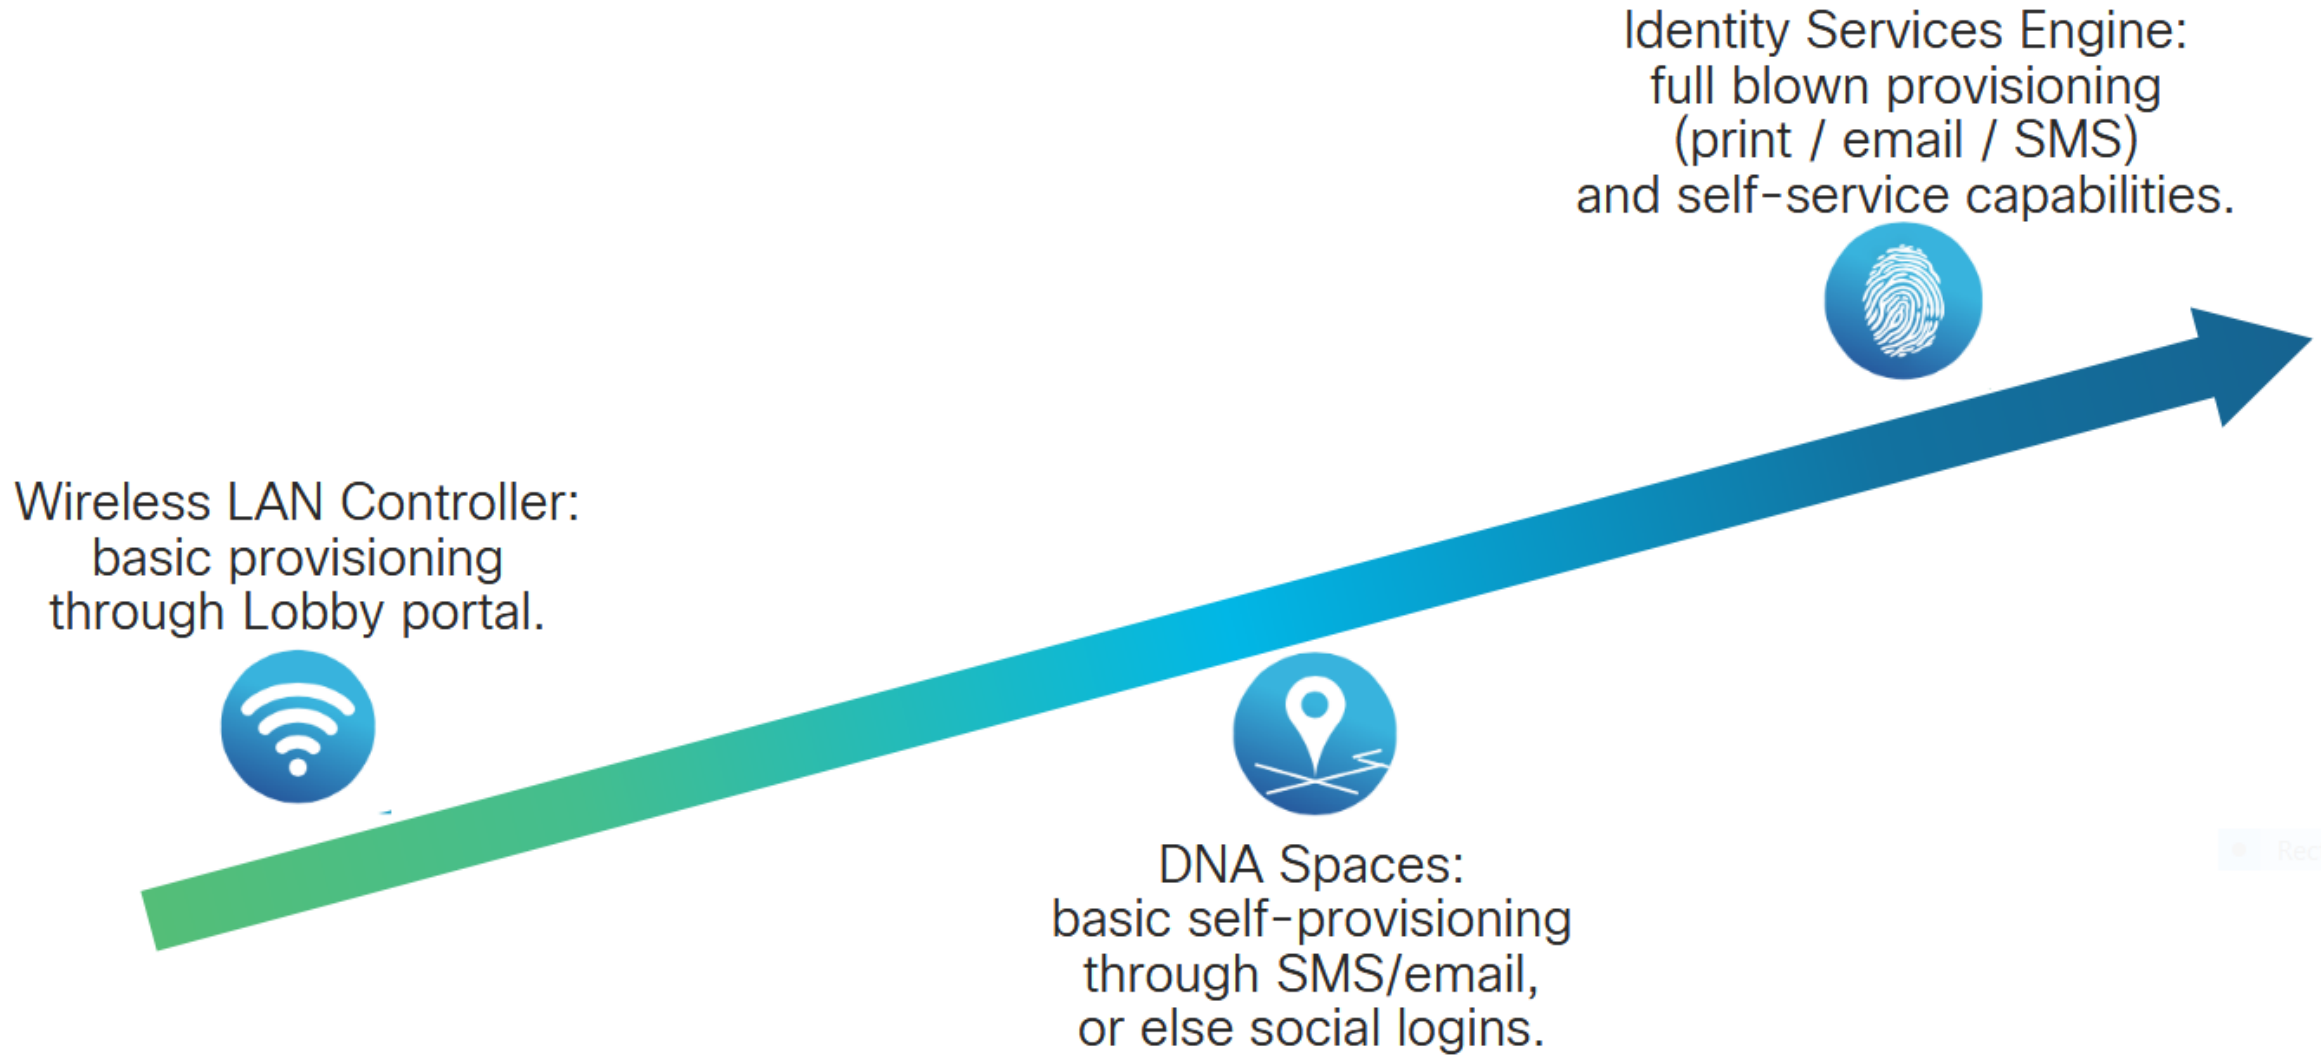 Identity Services Engine:
full blown provisioning
(print / email / SMS)
and self-service capabilities.
Wireless LAN Controller:
basic provisioning
through Lobby portal.
DNA Spaces:
basic self-provisioning
through SMS/email,
or else social logins.
Rec